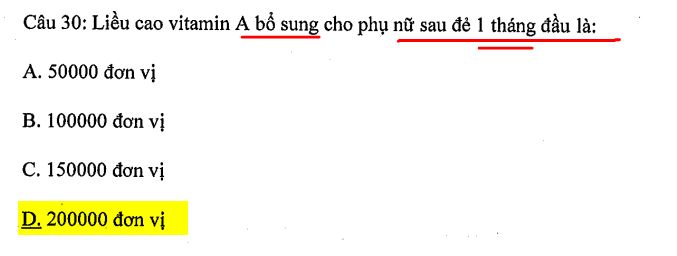 Câu 30: Liều cao vitamin A bổ sung cho phụ nữ sau đẻ 1 tháng đầu là:
A. 50000 đơn vị
B. 100000 đơn vị
C. 150000 đơn vị
D. 200000 đơn vị